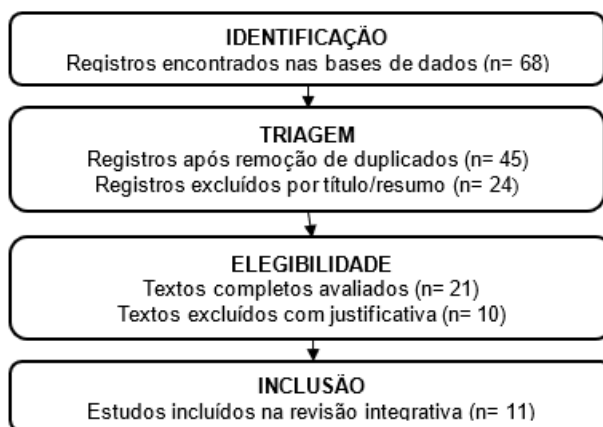 IDENTIFICAÇÃO
Registros encontrados nas bases de dados (n= 68)
TRIAGEM
Registros após remoção de duplicados (n= 45)
Registros excluídos por título/resumo (n= 24)
ELEGIBILIDADE
Textos completos avaliados (n= 21)
Textos excluídos com justificativa (n= 10)
INCLUSÃO
Estudos incluídos na revisão integrativa (n= 11)